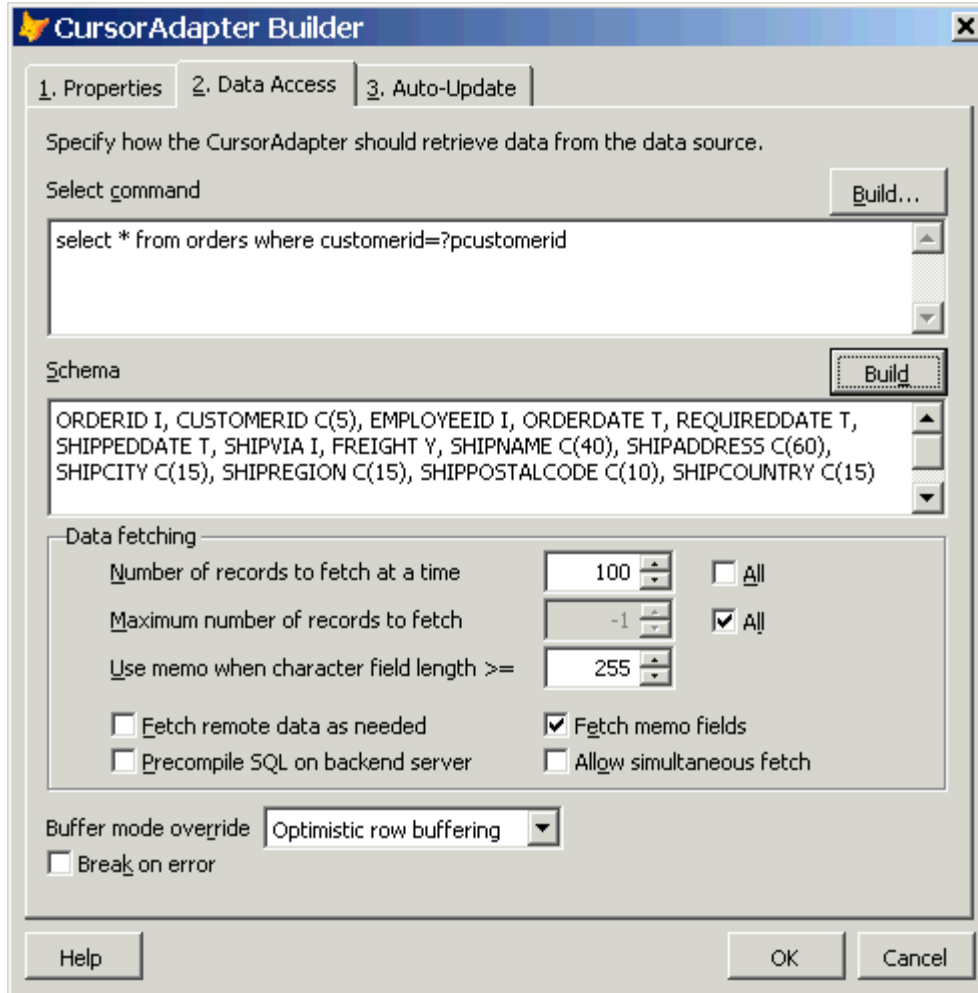 CursorAdapter Builder
1. Properties
2. Data Access
3. Auto-Update
Specify how the CursorAdapter should retrieve data from the data source.
Select command
Build...
select * from orders where customerid=?pcustomerid
Schema
Build
ORDERID I, CUSTOMERID C(5), EMPLOYEEID I, ORDERDATE T, REQUIREDDATE T,
SHIPPEDDATE T, SHIPVIA I, FREIGHT Y, SHIPNAME C(40), SHIPADDRESS C(60),
SHIPCITY C(15), SHIPREGION C(15), SHIPPOSTALCODE C(10), SHIPCOUNTRY C(15)
Data fetching
Number of records to fetch at a time 100 All
Maximum number of records to fetch -1 All
Use memo when character field length >= 255
Fetch remote data as needed
Fetch memo fields
Precompile SQL on backend server
Allow simultaneous fetch
Buffer mode override Optimistic row buffering
Break on error
Help
OK
Cancel